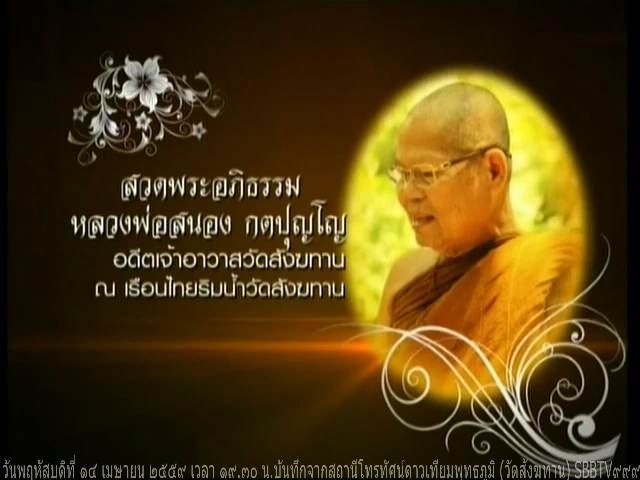 สวดพระอภิธรรม
หลวงพ่อสนอง กตปุญโญ
อดีตเจ้าอาวาสวัดสังฆทาน
ณ เรือนไทยริมน้ำวัดสังฆทาน
วันพฤหัสบดีที่ ๑๔ เมษายน ๒๕๕๙ เวลา ๑๙.๓๐ น.บันทึกจากสถานีโทรทัศน์ดาวเทียมพุทธภูมิ (วัดสังฆทาน) SBBTV๙๙๙